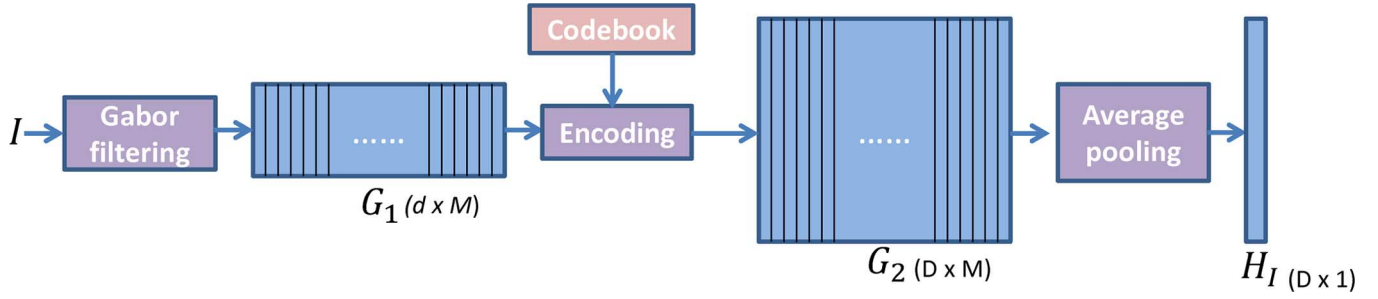 Codebook
I
Gabor
filtering
......
Encoding
......
Average
pooling
G1 (d x M)
G2 (D x M)
HI (D x 1)